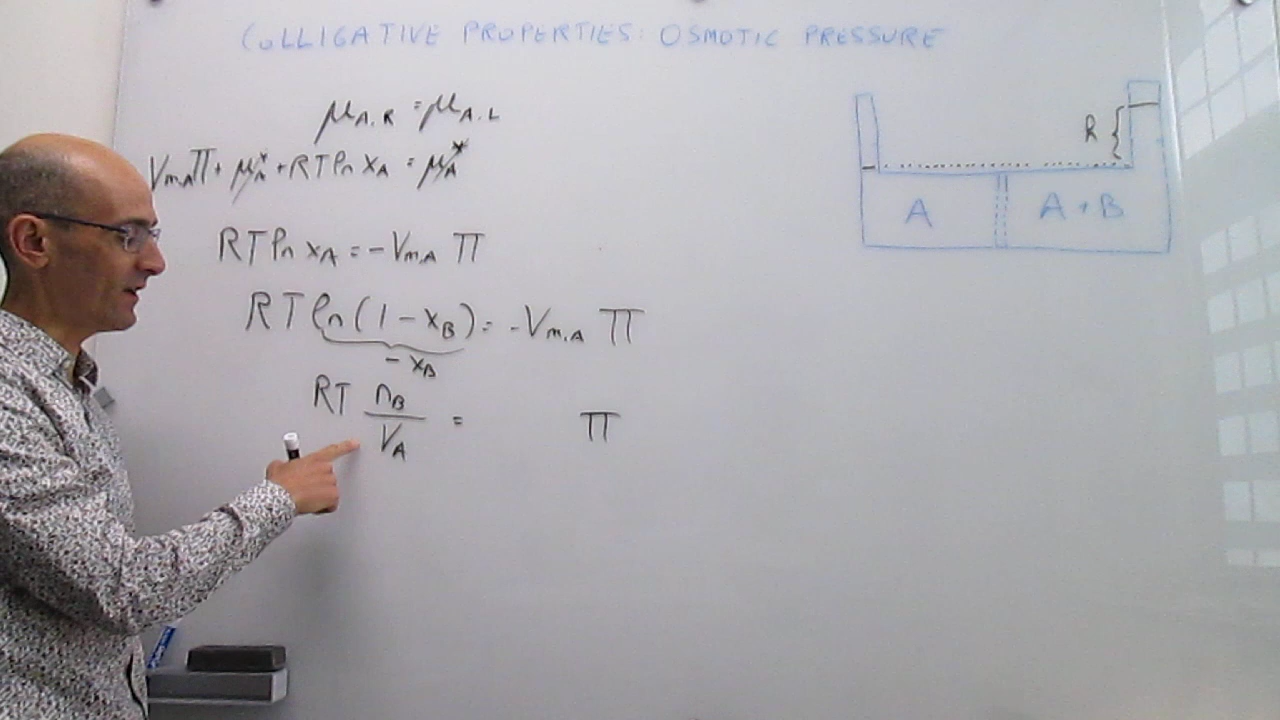 COLLIGATIVE PROPERTIES: OSMOTIC PRESSURE
μA,R = μA,L
Vm,A Π + μA* + RT ln xA = μA*
RT ln xA = -Vm,A Π
RT ln(1 - xB) = -Vm,A Π
- xB
RT nB/VA = Π
R
A
A + B